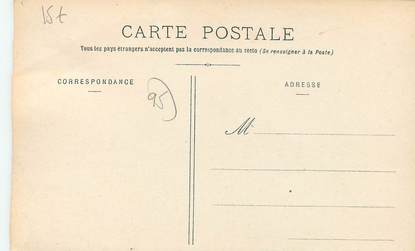 15t
CARTE POSTALE
Tous les pays étrangers n'acceptent pas la correspondance au recto (Se renseigner à la Poste)
CORRESPONDANCE
ADRESSE
95
M